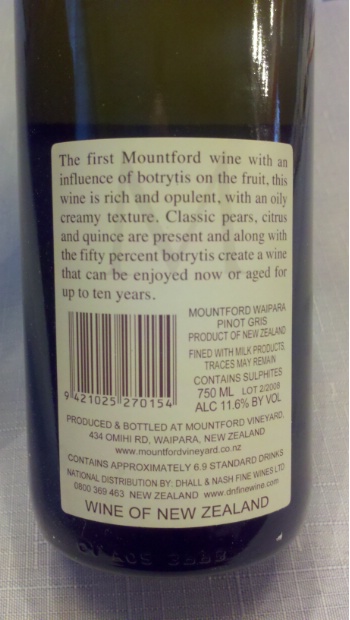 The first Mountford wine with an
influence of botrytis on the fruit, this
wine is rich and opulent, with an oily
creamy texture. Classic pears, citrus
and quince are present and along with
the fifty percent botrytis create a wine
that can be enjoyed now or aged for
up to ten years.
MOUNTFORD WAIPARA
PINOT GRIS
PRODUCT OF NEW ZEALAND
FINED WITH MILK PRODUCTS,
TRACES MAY REMAIN
CONTAINS SULPHITES
750 ML LOT 2/2008
ALC 11.6% BY VOL
9 421025 270154
PRODUCED & BOTTLED AT MOUNTFORD VINEYARD,
434 OMIHI RD, WAIPARA, NEW ZEALAND
www.mountfordvineyard.co.nz
CONTAINS APPROXIMATELY 6.9 STANDARD DRINKS
NATIONAL DISTRIBUTION BY. DHALL & NASH FINE WINES LTD
0800 369 463 NEW ZEALAND www.dnfinewine.com
WINE OF NEW ZEALAND